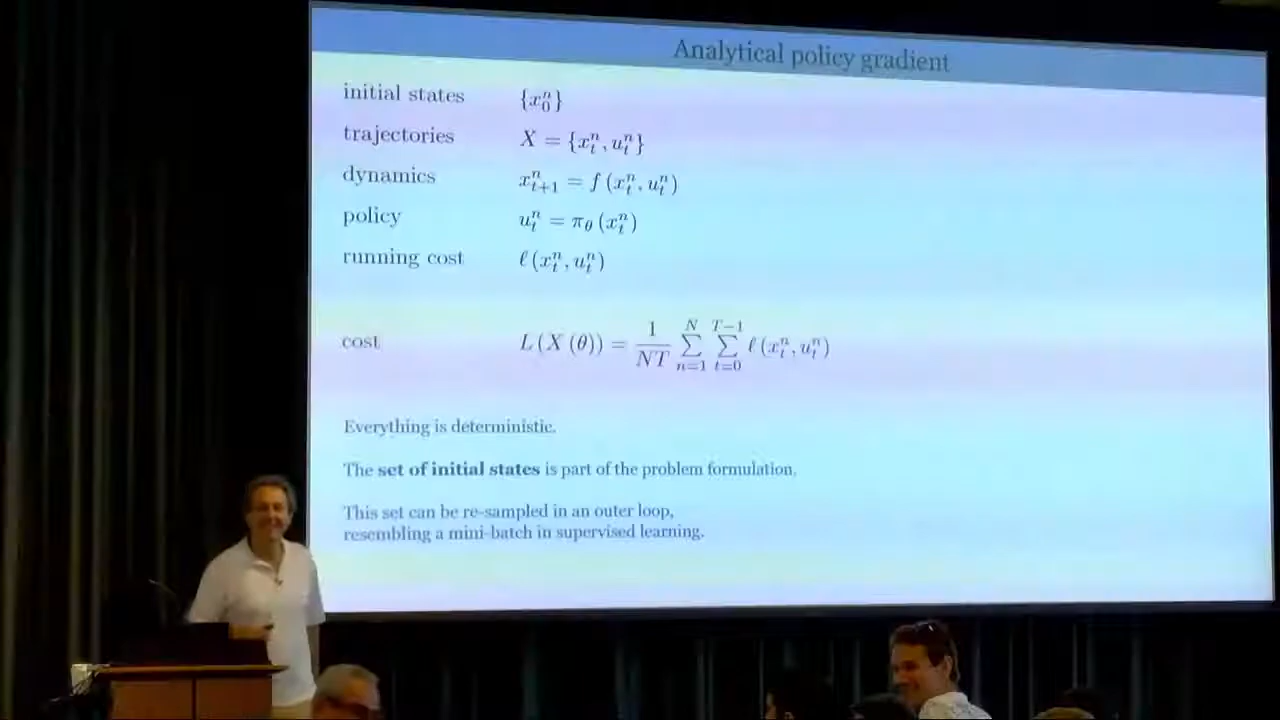 Analytical policy gradient
initial states {x_0^n}
trajectories X = {x_t^n, u_t^n}
dynamics x_{t+1}^n = f (x_t^n, u_t^n)
policy u_t^n = π_θ (x_t^n)
running cost ℓ (x_t^n, u_t^n)
cost L (X (θ)) = \frac{1}{NT} \sum_{n=1}^{N} \sum_{t=0}^{T−1} ℓ (x_t^n, u_t^n)
Everything is deterministic.
The set of initial states is part of the problem formulation.
This set can be re-sampled in an outer loop,
resembling a mini-batch in supervised learning.